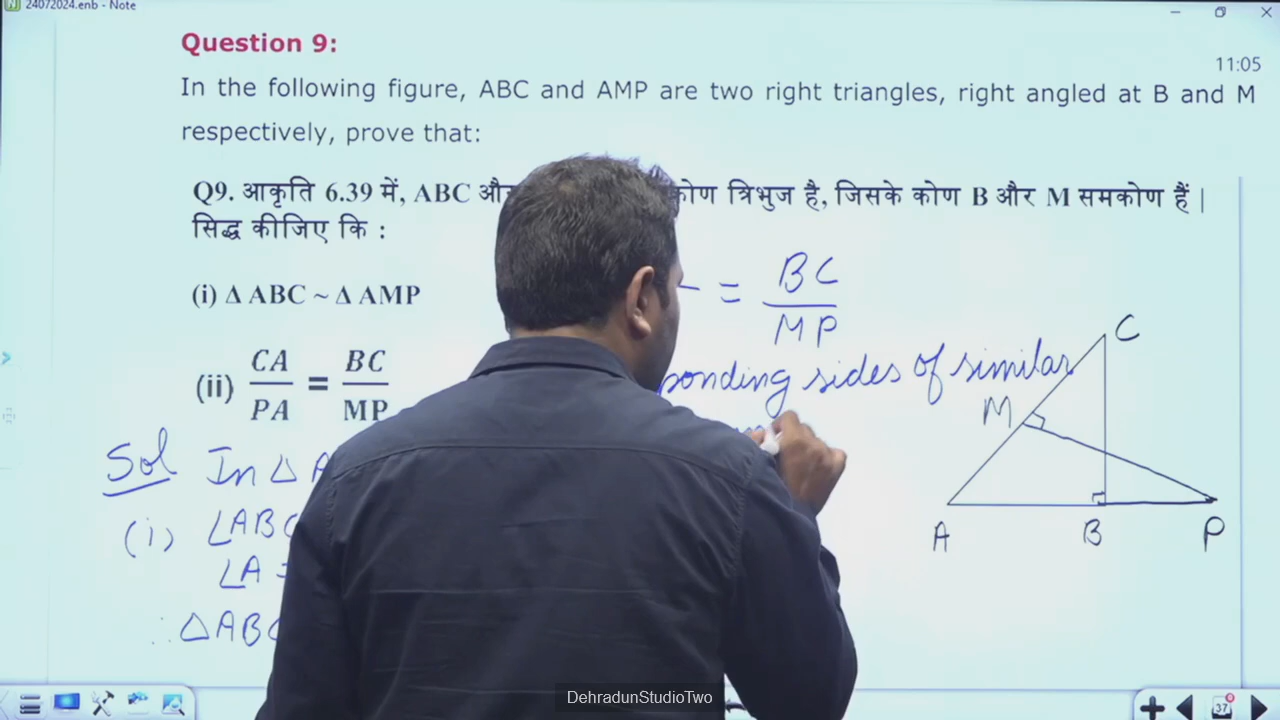 24072024.enb - Note
Question 9:
11:05
In the following figure, ABC and AMP are two right triangles, right angled at B and M
respectively, prove that:
Q9. आकृति 6.39 में, ABC कोण त्रिभुज है, जिसके कोण B और M समकोण हैं |
सिद्ध कीजिए कि :
(i) Δ ABC ~ Δ AMP
= BC
MP
(ii) CA = BC
PA MP
ponding sides of similar
Sol In Δ A
(i) ∠ABC
∠A =
∴ΔABC
C
M
A B P
DehradunStudioTwo
37